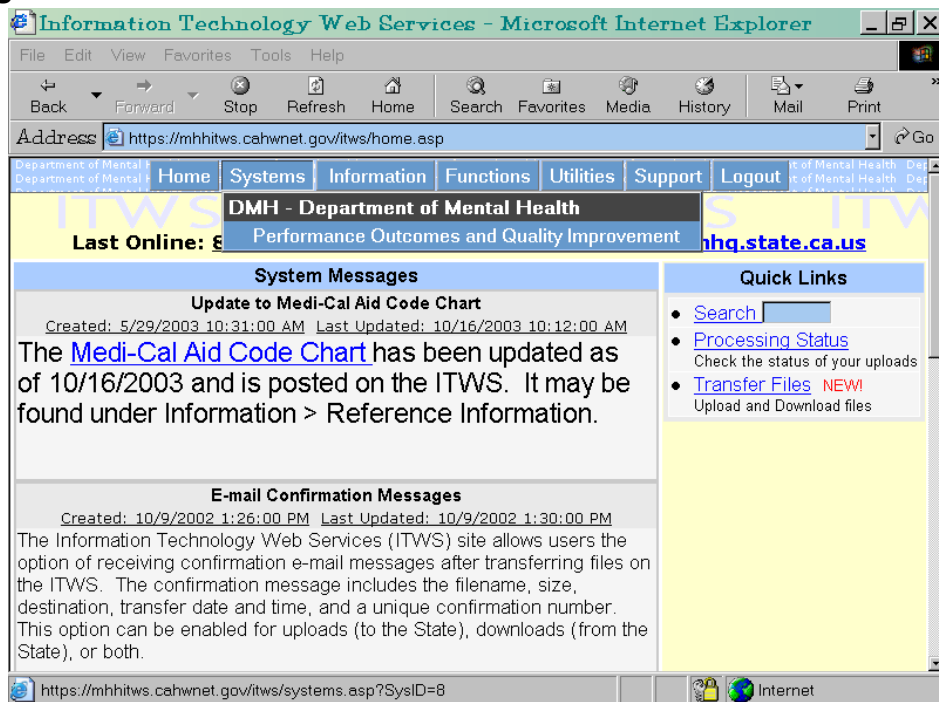 Information Technology Web Services - Microsoft Internet Explorer
File Edit View Favorites Tools Help
Back Forward Stop Refresh Home Search Favorites Media History Mail Print »
Address https://mhhitws.cahwnet.gov/itws/home.asp Go
Home Systems Information Functions Utilities Support Logout
DMH - Department of Mental Health
Performance Outcomes and Quality Improvement
ITWS
Last Online: hq.state.ca.us
System Messages
Update to Medi-Cal Aid Code Chart
Created: 5/29/2003 10:31:00 AM Last Updated: 10/16/2003 10:12:00 AM
The Medi-Cal Aid Code Chart has been updated as
of 10/16/2003 and is posted on the ITWS. It may be
found under Information > Reference Information.
E-mail Confirmation Messages
Created: 10/9/2002 1:26:00 PM Last Updated: 10/9/2002 1:30:00 PM
The Information Technology Web Services (ITWS) site allows users the
option of receiving confirmation e-mail messages after transferring files on
the ITWS. The confirmation message includes the filename, size,
destination, transfer date and time, and a unique confirmation number.
This option can be enabled for uploads (to the State), downloads (from the
State), or both.
Quick Links
Search
Processing Status
Check the status of your uploads
Transfer Files NEW!
Upload and Download files
https://mhhitws.cahwnet.gov/itws/systems.asp?SysID=8 Internet